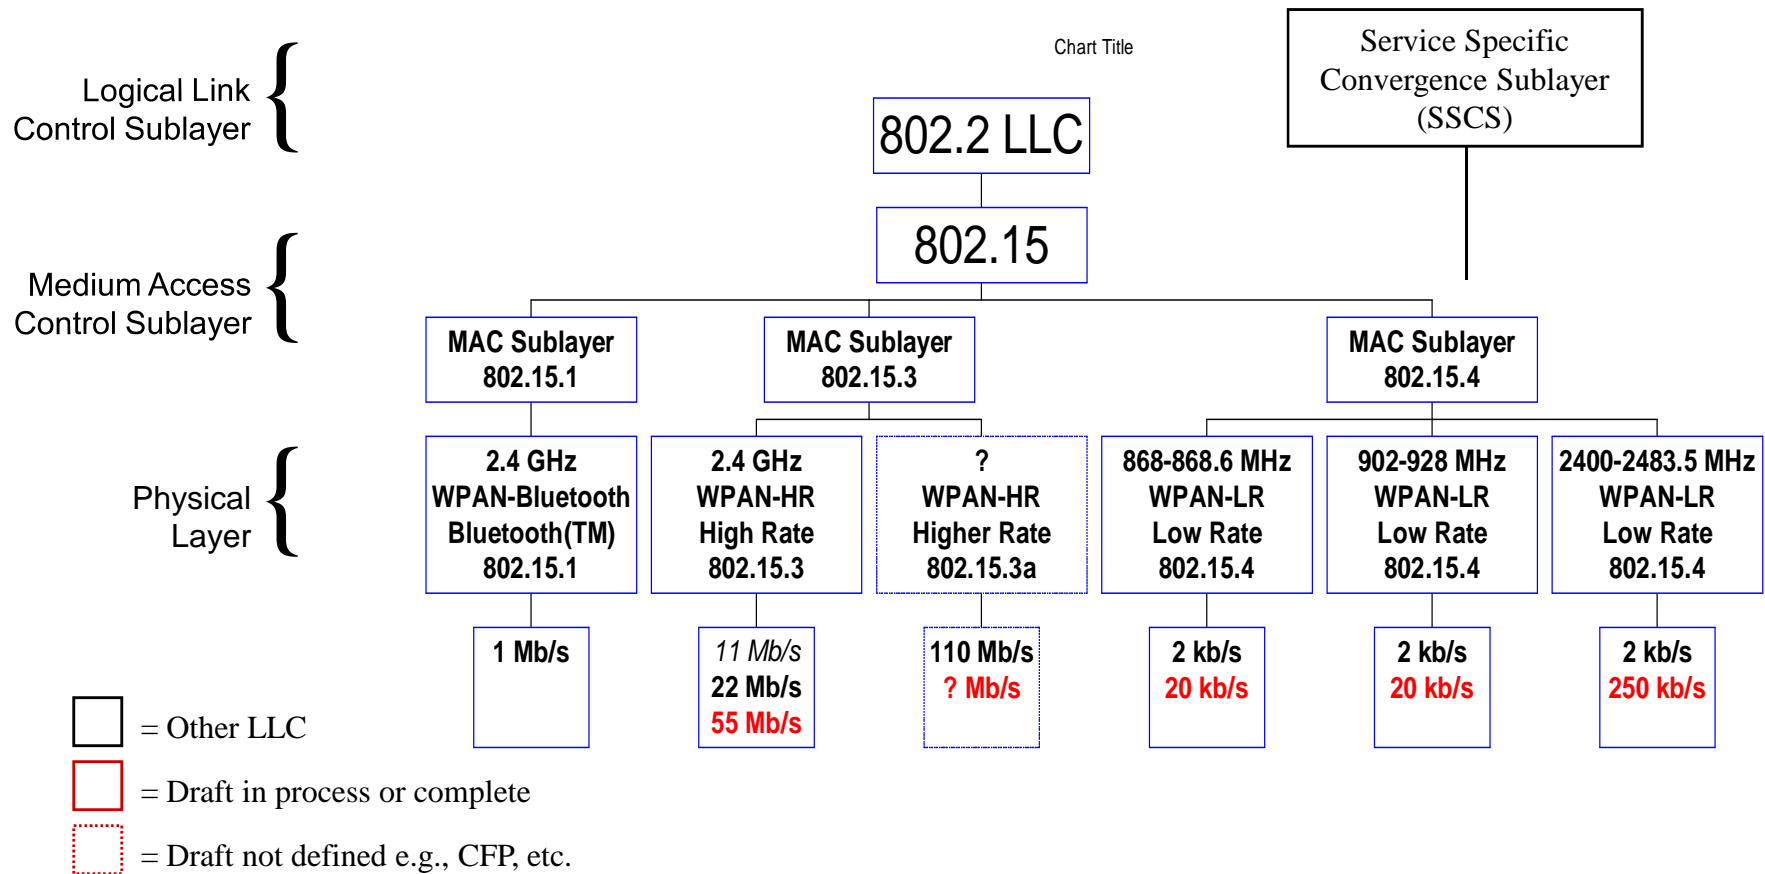 Chart Title
Service Specific
Convergence Sublayer
(SSCS)
Logical Link
Control Sublayer
802.2 LLC
802.15
Medium Access
Control Sublayer
MAC Sublayer
802.15.1
MAC Sublayer
802.15.3
MAC Sublayer
802.15.4
Physical
Layer
2.4 GHz
WPAN-Bluetooth
Bluetooth(TM)
802.15.1
2.4 GHz
WPAN-HR
High Rate
802.15.3
?
WPAN-HR
Higher Rate
802.15.3a
868-868.6 MHz
WPAN-LR
Low Rate
802.15.4
902-928 MHz
WPAN-LR
Low Rate
802.15.4
2400-2483.5 MHz
WPAN-LR
Low Rate
802.15.4
1 Mb/s
11 Mb/s
22 Mb/s
55 Mb/s
110 Mb/s
? Mb/s
2 kb/s
20 kb/s
2 kb/s
20 kb/s
2 kb/s
250 kb/s
= Other LLC
= Draft in process or complete
= Draft not defined e.g., CFP, etc.